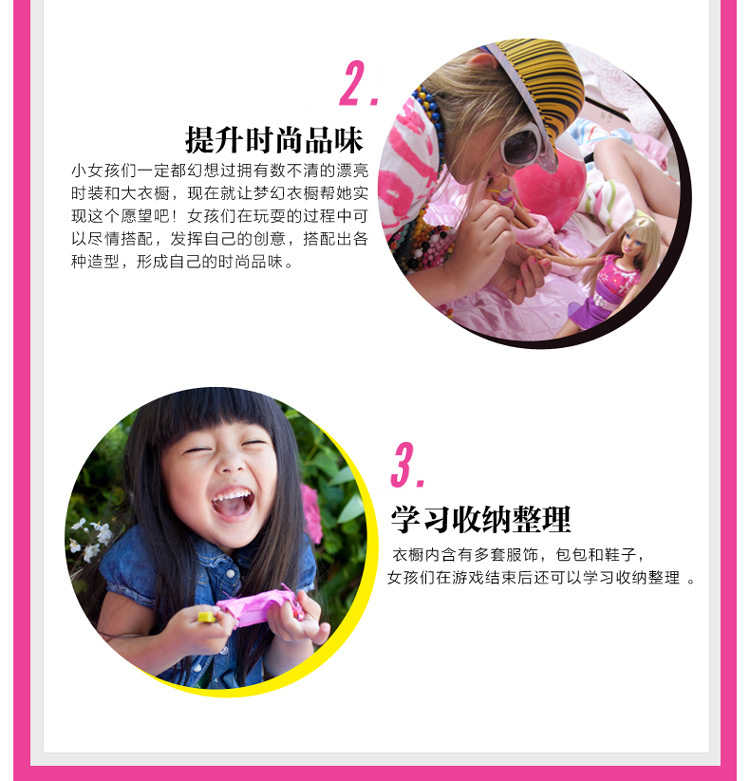 2.
提升时尚品味
小女孩们一定都幻想过拥有数不清的漂亮
时装和大衣橱，现在就让梦幻衣橱帮她实
现这个愿望吧！女孩们在玩耍的过程中可
以尽情搭配，发挥自己的创意，搭配出各
种造型，形成自己的时尚品味。
3.
学习收纳整理
衣橱内含有多套服饰，包包和鞋子，
女孩们在游戏结束后还可以学习收纳整理 。